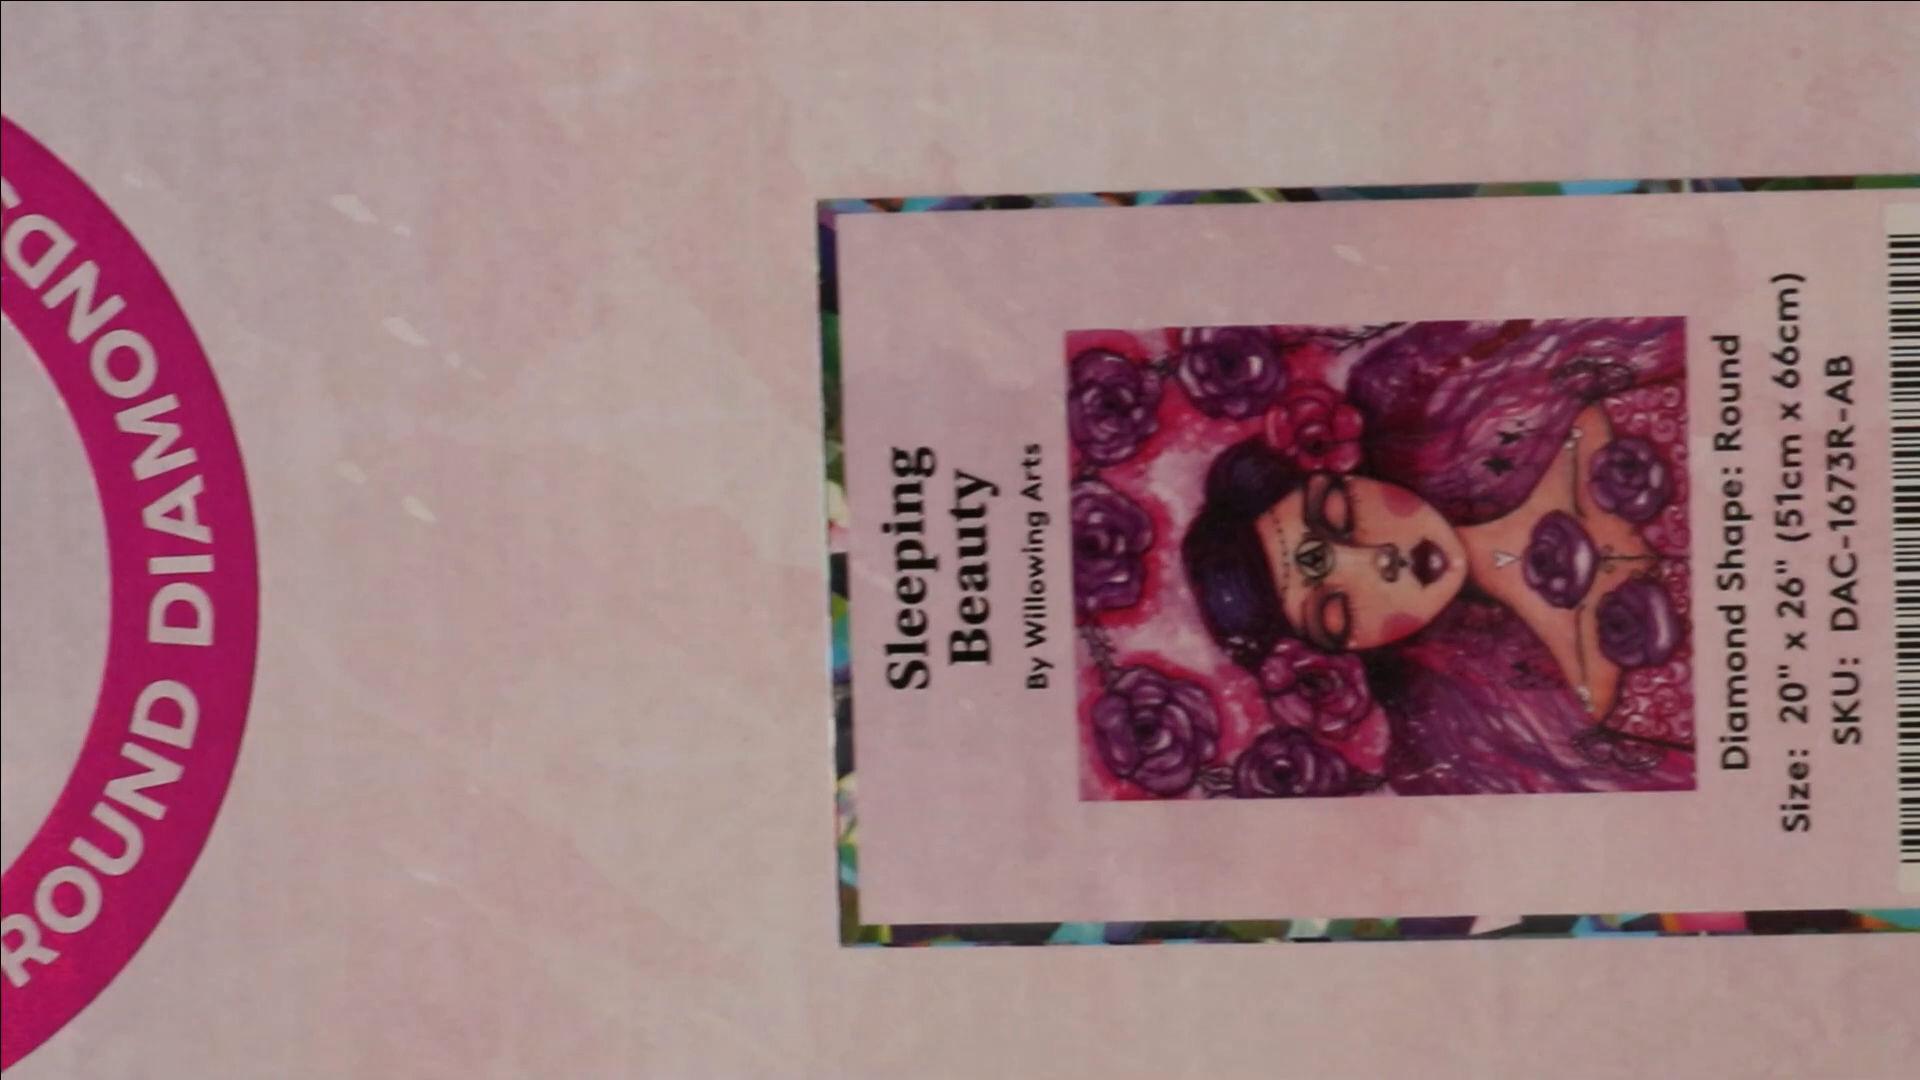 ROUND DIAMOND
Sleeping
Beauty
By Willowing Arts
Diamond Shape: Round
Size: 20" x 26" (51cm x 66cm)
SKU: DAC-1673R-AB